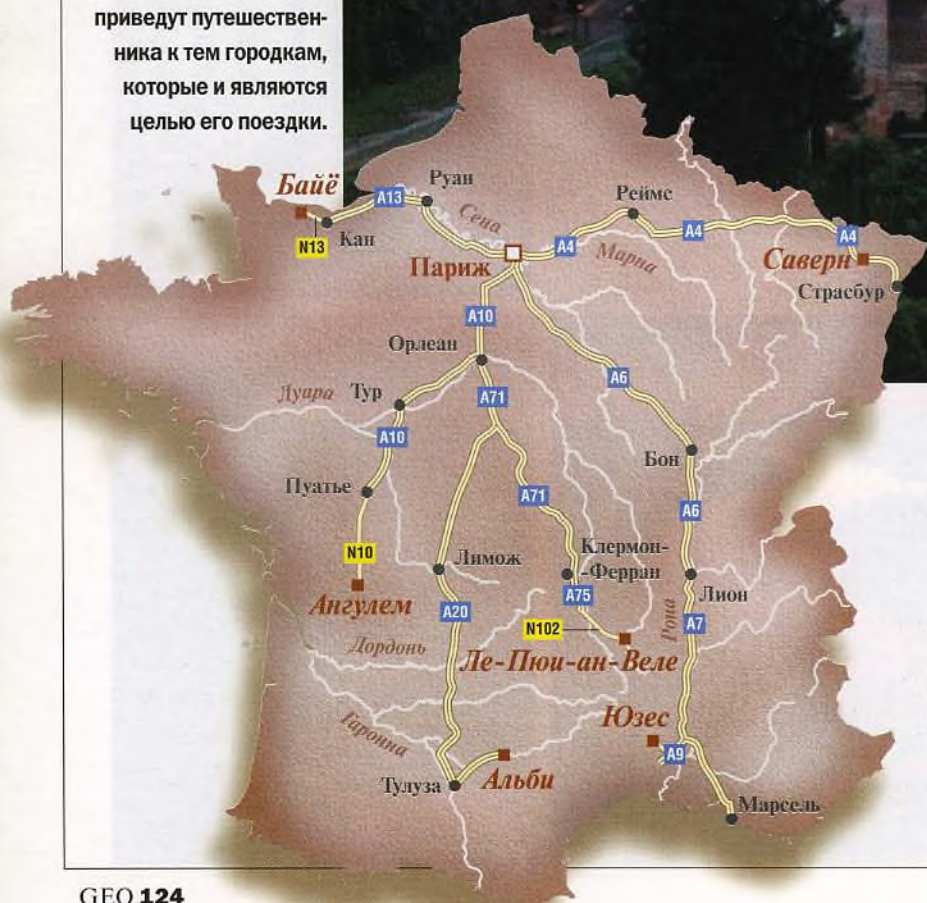 приведут путешествен-
ника к тем городкам,
которые и являются
целью его поездки.
Байё
Руан
A13
Реймс
Сена
N13
Кан
A4
A4
A4
Париж
Марна
Саверн
Страсбур
A10
Орлеан
A6
Луара
Тур
A71
A10
Бон
Пуатье
A71
A6
N10
Лимож
Клермон-
-Ферран
Ангулем
A20
A75
Лион
N102
Рона
A7
Дордонь
Ле-Пюи-ан-Веле
Юзес
Гаронна
A9
Тулуза
Альби
Марсель
GEO 124